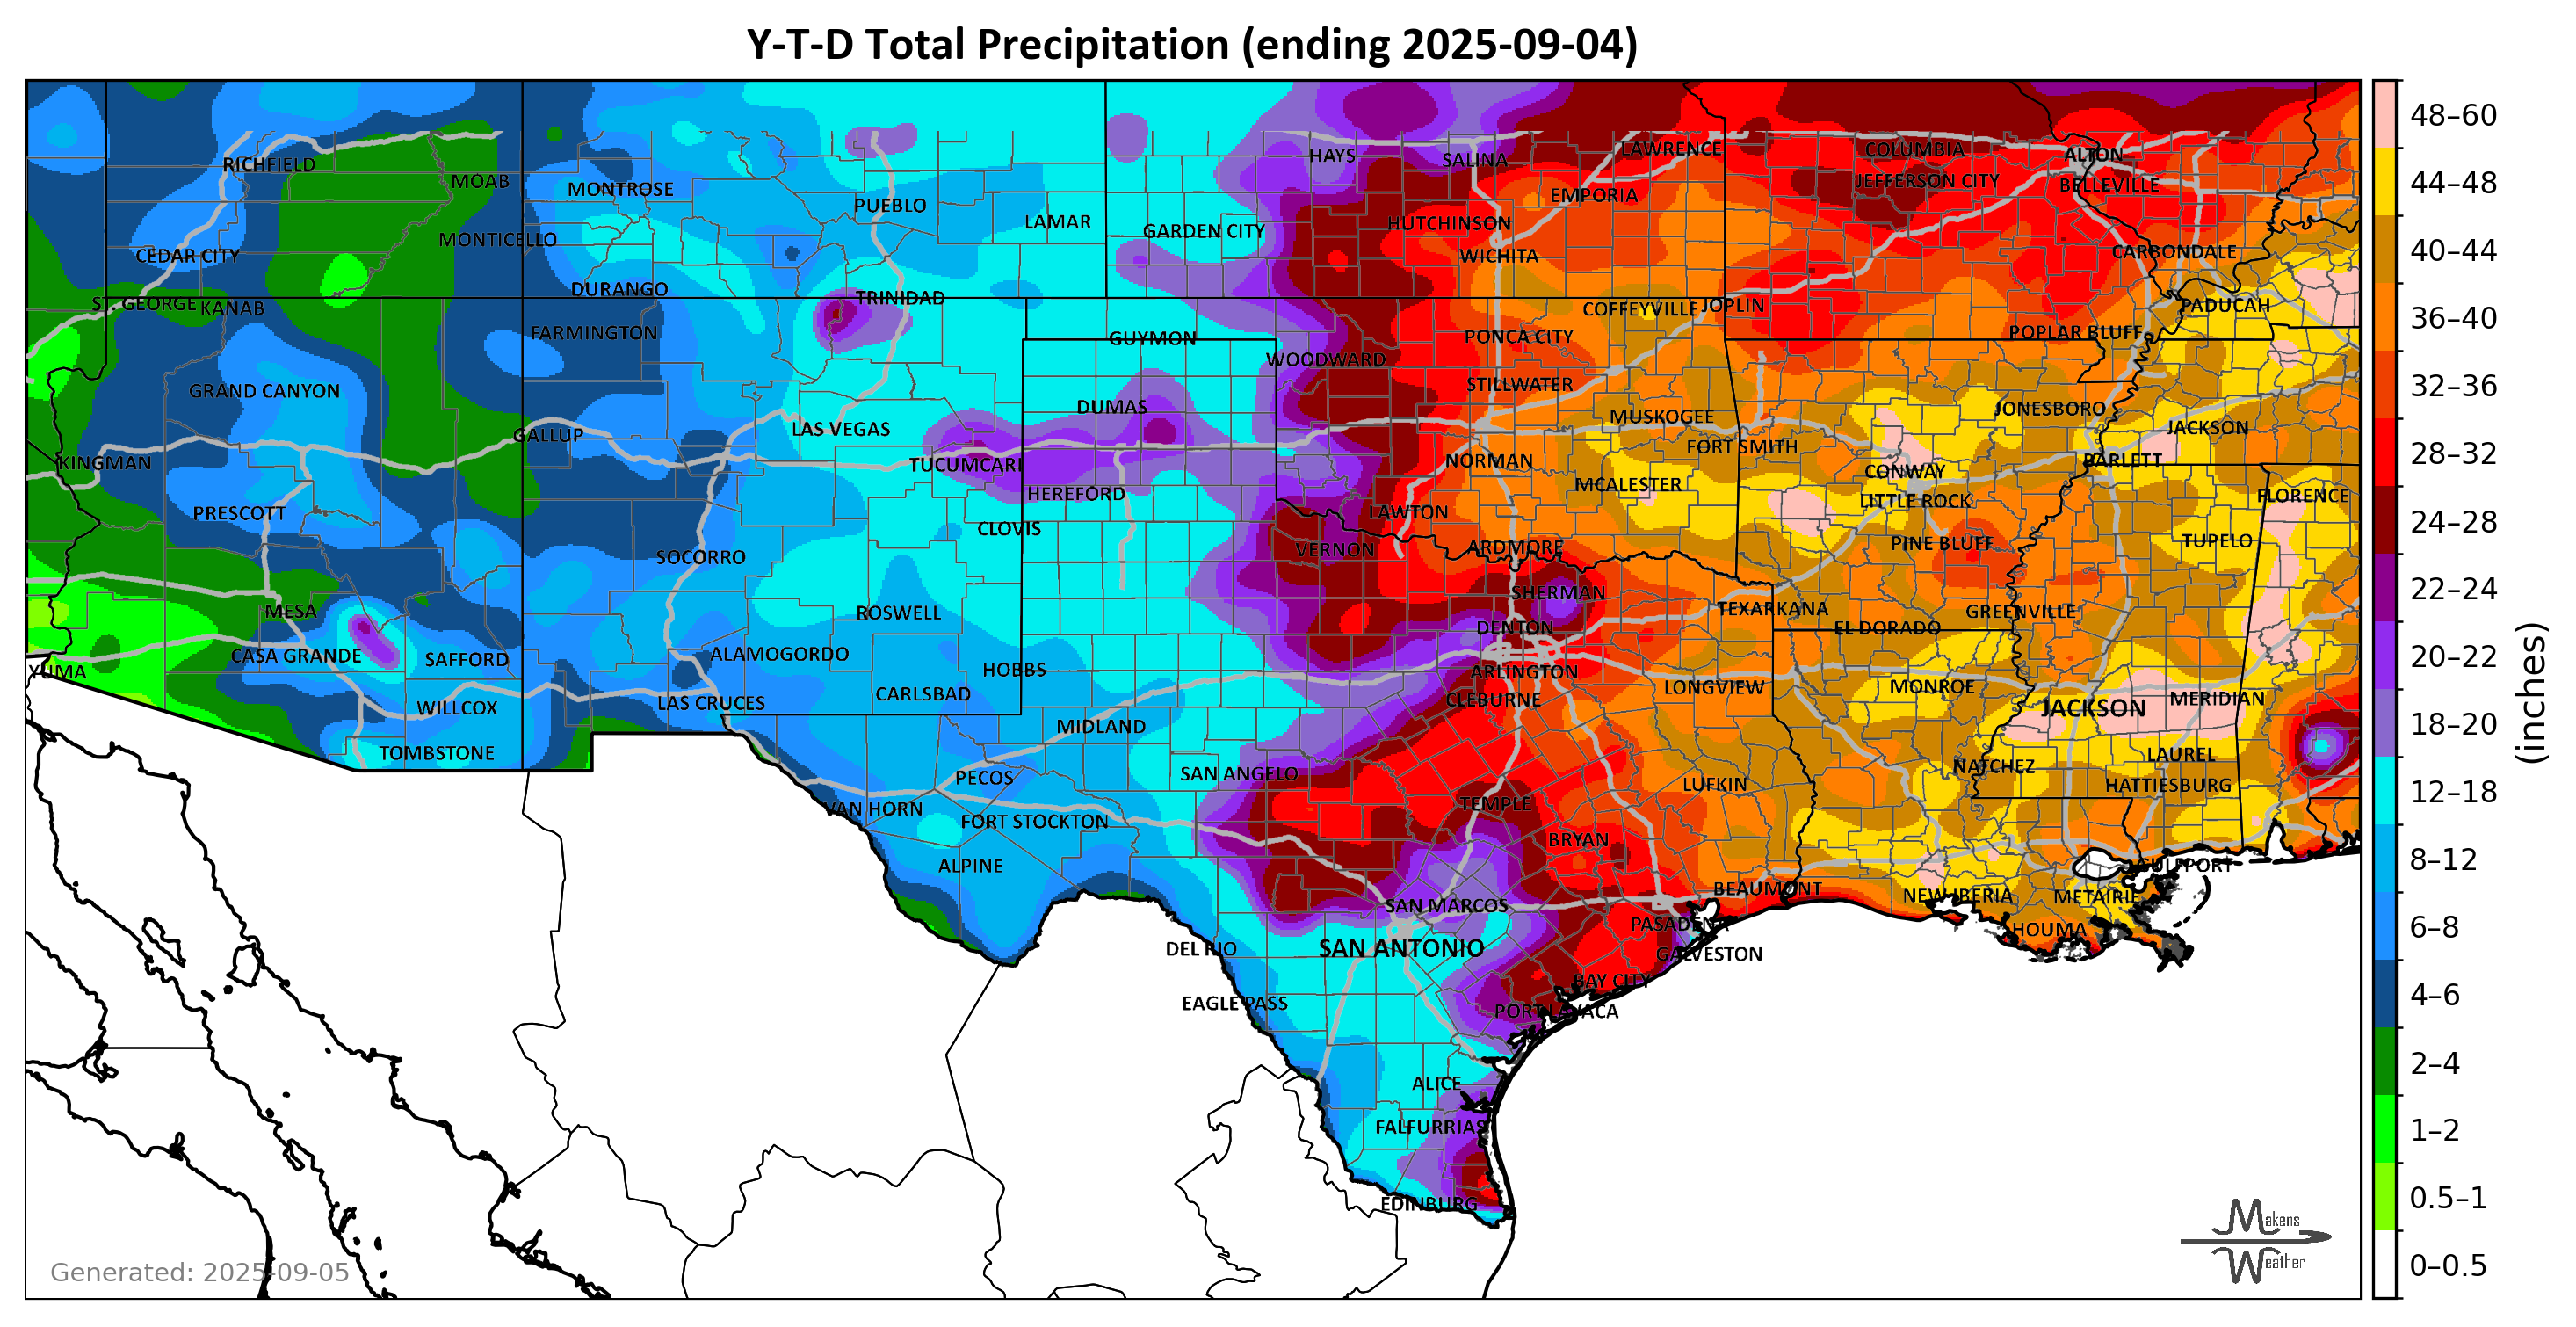 Y-T-D Total Precipitation (ending 2025-09-04)
RICHFIELD
MOAB
MONTROSE
PUEBLO
LAMAR
HAYS
SALINA
LAWRENCE
COLUMBIA
ALTON
JEFFERSON CITY
BELLEVILLE
EMPORIA
CEDAR CITY
MONTICELLO
GARDEN CITY
HUTCHINSON
WICHITA
CARBONDALE
ST. GEORGE
KANAB
DURANGO
TRINIDAD
COFFEYVILLE
JOPLIN
PADUCAH
FARMINGTON
GUYMON
PONCA CITY
POPLAR BLUFF
WOODWARD
GRAND CANYON
STILLWATER
DUMAS
MUSKOGEE
JONESBORO
GALLUP
LAS VEGAS
FORT SMITH
JACKSON
KINGMAN
TUCUMCARI
NORMAN
CONWAY
BARLETT
HEREFORD
MCALESTER
LITTLE ROCK
FLORENCE
PRESCOTT
CLOVIS
LAWTON
SOCORRO
VERNON
ARDMORE
PINE BLUFF
TUPELO
MESA
ROSWELL
SHERMAN
TEXARKANA
GREENVILLE
DENTON
EL DORADO
YUMA
CASA GRANDE
SAFFORD
ALAMOGORDO
HOBBS
ARLINGTON
WILLCOX
LAS CRUCES
CARLSBAD
CLEBURNE
LONGVIEW
MONROE
JACKSON
MERIDIAN
TOMBSTONE
MIDLAND
PECOS
SAN ANGELO
NATCHEZ
LAUREL
VAN HORN
FORT STOCKTON
TEMPLE
LUFKIN
HATTIESBURG
ALPINE
BRYAN
GULFPORT
SAN MARCOS
BEAUMONT
NEW IBERIA
METAIRIE
DEL RIO
SAN ANTONIO
PASADENA
GALVESTON
HOUMA
EAGLE PASS
BAY CITY
PORT LAVACA
ALICE
FALFURRIAS
EDINBURG
48–60
44–48
40–44
36–40
32–36
28–32
24–28
22–24
20–22
18–20
12–18
8–12
6–8
4–6
2–4
1–2
0.5–1
0–0.5
(inches)
Makens
Weather
Generated: 2025-09-05